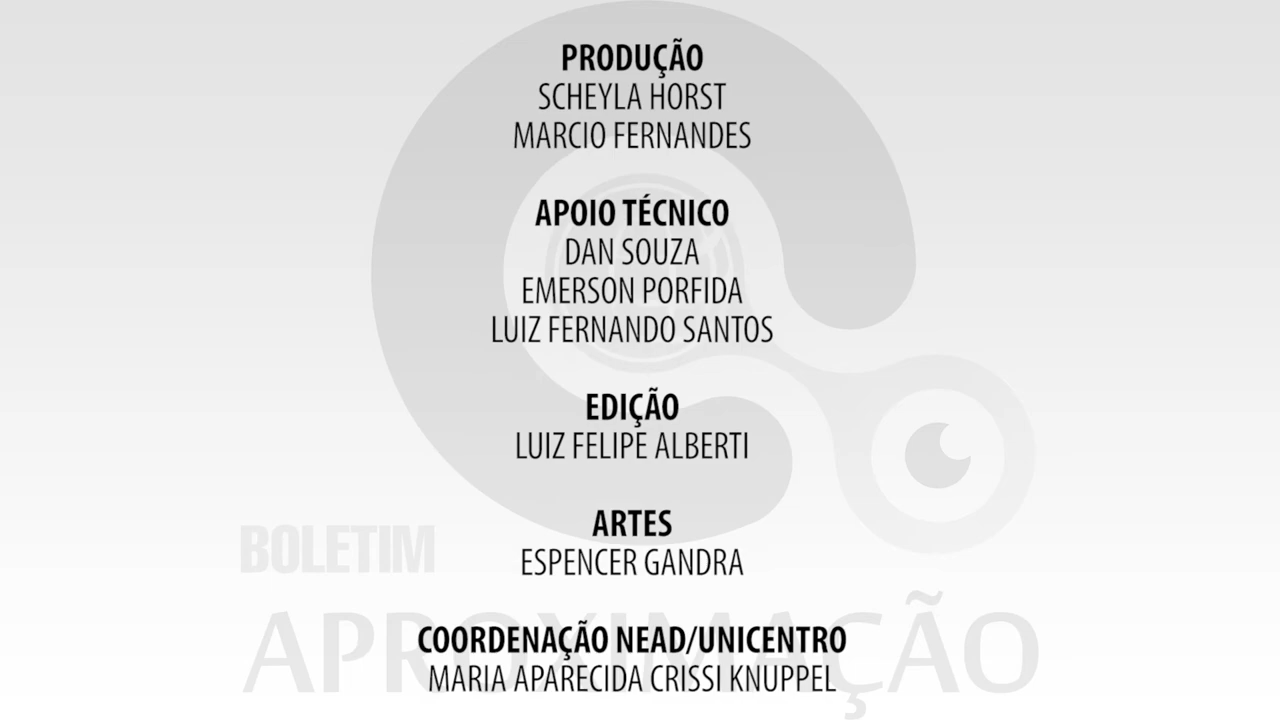 PRODUÇÃO
SCHEYLA HORST
MARCIO FERNANDES
APOIO TÉCNICO
DAN SOUZA
EMERSON PORFIDA
LUIZ FERNANDO SANTOS
EDIÇÃO
LUIZ FELIPE ALBERTI
ARTES
ESPENCER GANDRA
COORDENAÇÃO NEAD/UNICENTRO
MARIA APARECIDA CRISSI KNUPPEL
BOLETIM
APROXIMAÇÃO